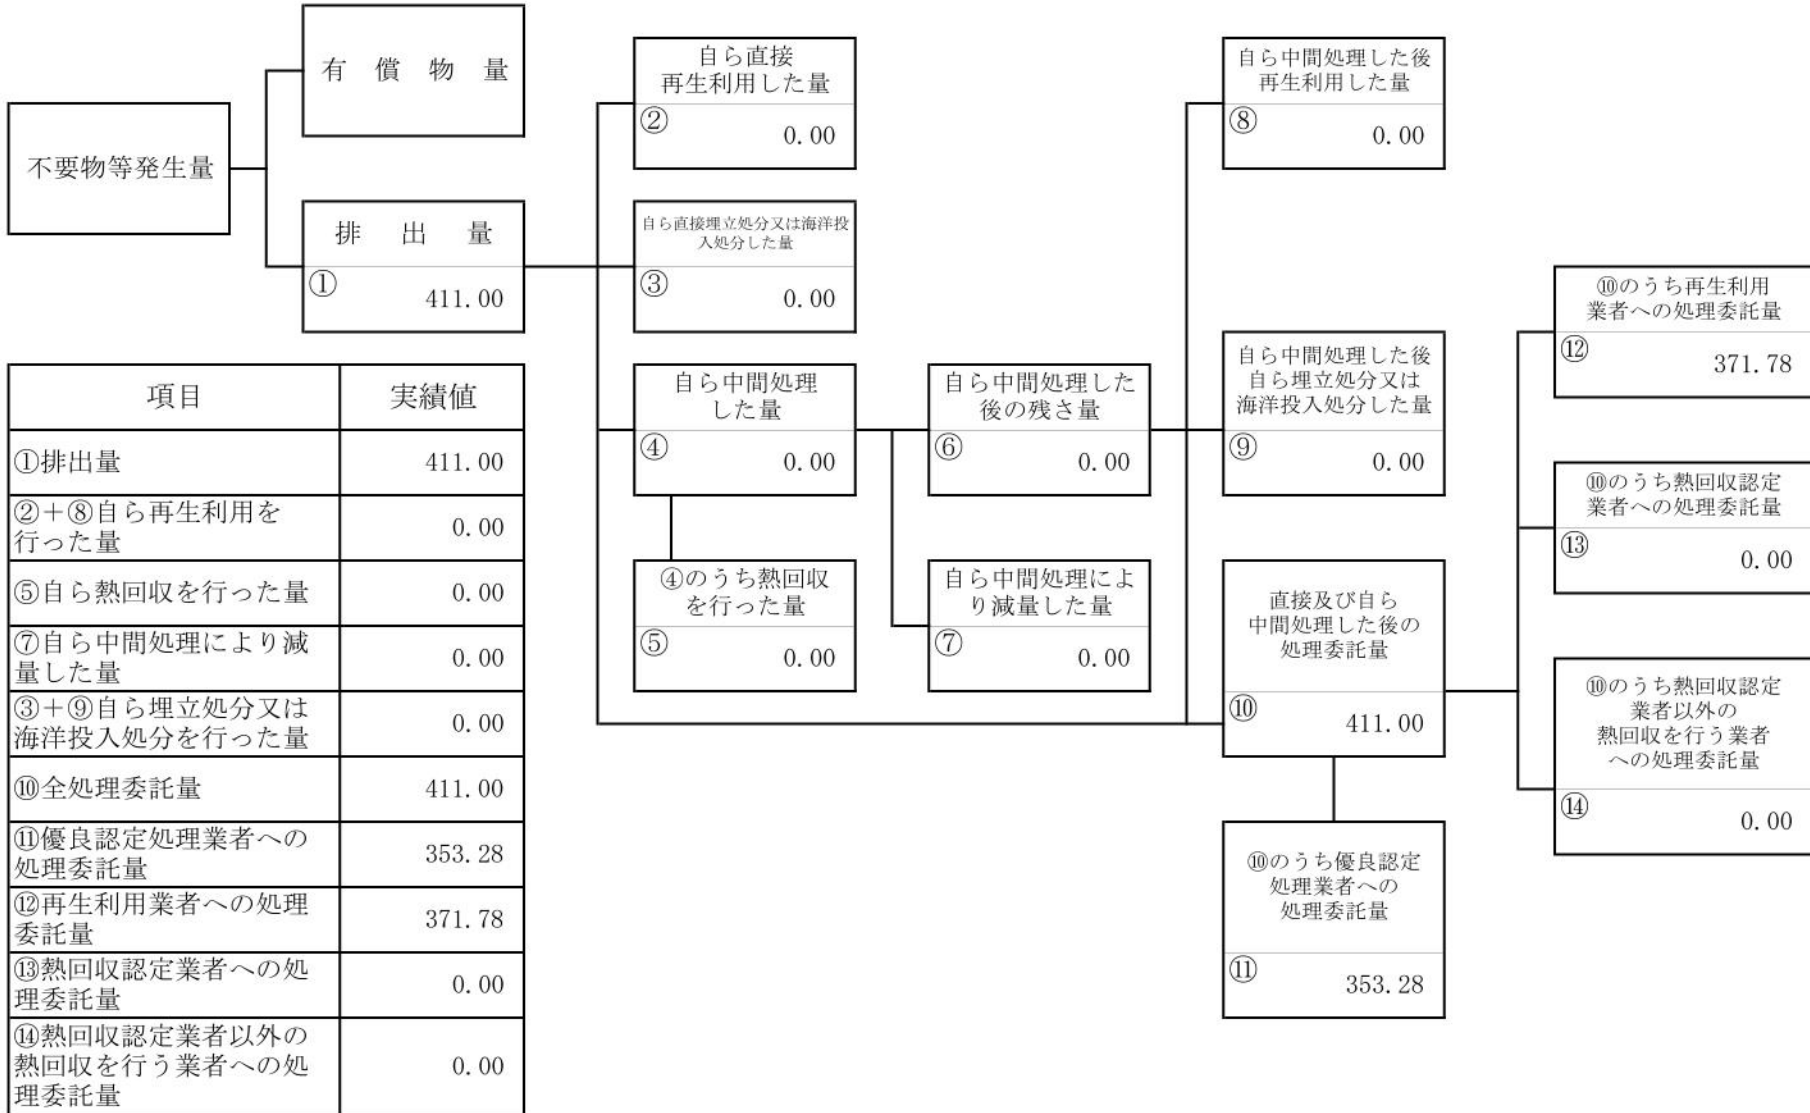 不要物等発生量
有 償 物 量
排 出 量
①
411.00
自ら直接
再生利用した量
②
0.00
自ら直接埋立処分又は海洋投
入処分した量
③
0.00
自ら中間処理
した量
④
0.00
④のうち熱回収
を行った量
⑤
0.00
自ら中間処理した
後の残さ量
⑥
0.00
自ら中間処理によ
り減量した量
⑦
0.00
自ら中間処理した後
再生利用した量
⑧
0.00
自ら中間処理した後
自ら埋立処分又は
海洋投入処分した量
⑨
0.00
直接及び自ら
中間処理した後の
処理委託量
⑩
411.00
⑩のうち優良認定
処理業者への
処理委託量
⑪
353.28
⑩のうち再生利用
業者への処理委託量
⑫
371.78
⑩のうち熱回収認定
業者への処理委託量
⑬
0.00
⑩のうち熱回収認定
業者以外の
熱回収を行う業者
への処理委託量
⑭
0.00
項目 実績値
①排出量 411.00
②＋⑧自ら再生利用を
行った量
0.00
⑤自ら熱回収を行った量 0.00
⑦自ら中間処理により減
量した量
0.00
③＋⑨自ら埋立処分又は
海洋投入処分を行った量
0.00
⑩全処理委託量 411.00
⑪優良認定処理業者への
処理委託量
353.28
⑫再生利用業者への処理
委託量
371.78
⑬熱回収認定業者への処
理委託量
0.00
⑭熱回収認定業者以外の
熱回収を行う業者への処
理委託量
0.00